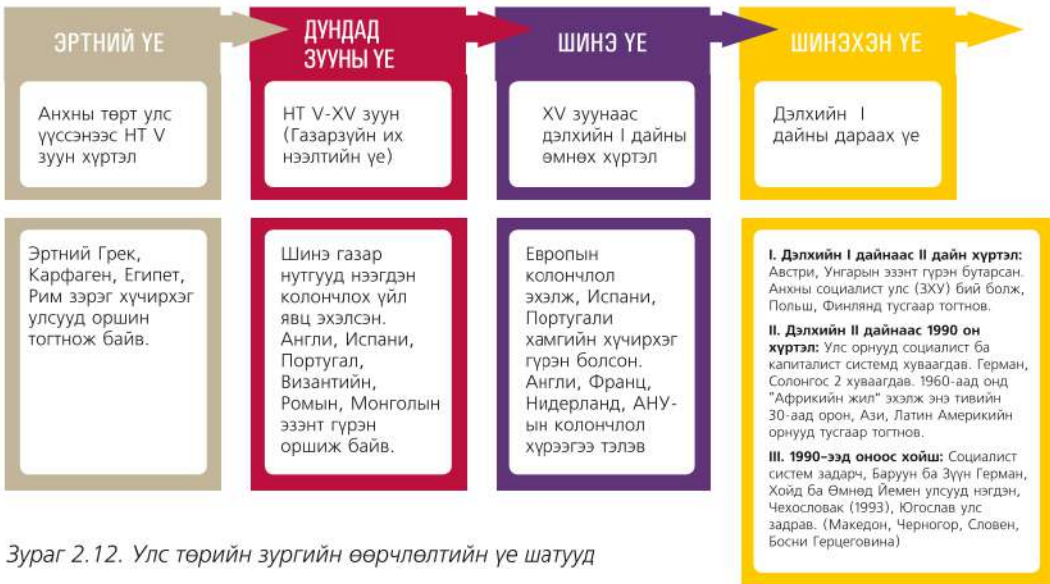 ЭРТНИЙ ҮЕ
ДУНДАД
ЗУУНЫ ҮЕ
ШИНЭ ҮЕ
ШИНЭХЭН ҮЕ
Анхны төрт улс
үүссэнээс НТ V
зуун хүртэл
НТ V-XV зуун
(Газарзүйн их
нээлтийн үе)
XV зуунаас
дэлхийн I дайны
өмнөх хүртэл
Дэлхийн I
дайны дараах үе
Эртний Грек,
Карфаген, Египет,
Рим зэрэг хүчирхэг
улсууд оршин
тогтнож байв.
Шинэ газар
нутгууд нээгдэн
колончлох үйл
явц эхэлсэн.
Англи, Испани,
Португал,
Византийн,
Ромын, Монголын
эзэнт гүрэн
оршиж байв.
Европын
колончлол
эхэлж, Испани,
Португали
хамгийн хүчирхэг
гүрэн болсон.
Англи, Франц,
Нидерланд, АНУ-
ын колончлол
хүрээгээ тэлэв
I. Дэлхийн I дайнаас II дайн хүртэл:
Австри, Унгарын эзэнт гүрэн бутарсан.
Анхны социалист улс (ЗХУ) бий болж,
Польш, Финлянд тусгаар тогтнов.
II. Дэлхийн II дайнаас 1990 он
хүртэл: Улс орнууд социалист ба
капиталист системд хуваагдав. Герман,
Солонгос 2 хуваагдав. 1960-аад онд
"Африкийн жил" эхэлж энэ тивийн
30-аад орон, Ази, Латин Америкийн
орнууд тусгаар тогтнов.
III. 1990-ээд оноос хойш: Социалист
систем задарч, Баруун ба Зүүн Герман,
Хойд ба Өмнөд Йемен улсууд нэгдэн,
Чехословак (1993), Югослав улс
задрав. (Македон, Черногор, Словен,
Босни Герцеговина)
Зураг 2.12. Улс төрийн зургийн өөрчлөлтийн үе шатууд